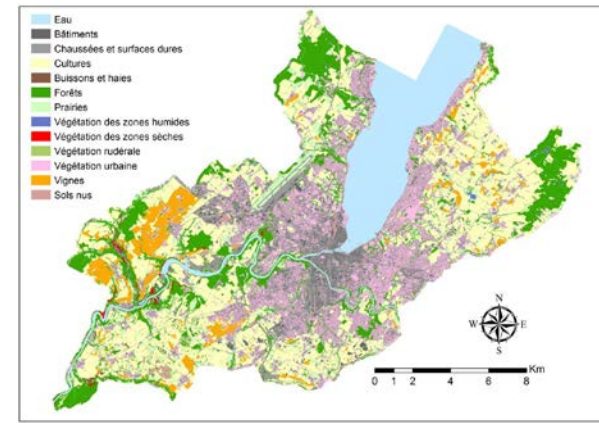 Eau
Bâtiments
Chaussées et surfaces dures
Cultures
Buissons et haies
Forêts
Prairies
Végétation des zones humides
Végétation des zones sèches
Végétation rudérale
Végétation urbaine
Vignes
Sols nus
N
W E
S
Km
0 1 2 4 6 8